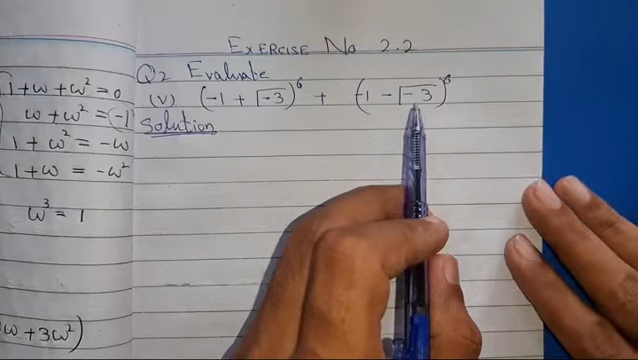 Exercise No 2.2
Q2 Evaluate
(v) (-1 + √-3)^6 + (-1 - √-3)^6
Solution
1 + ω + ω² = 0
ω + ω² = (-1)
1 + ω² = -ω
1 + ω = -ω²
ω³ = 1
ω + 3ω²)